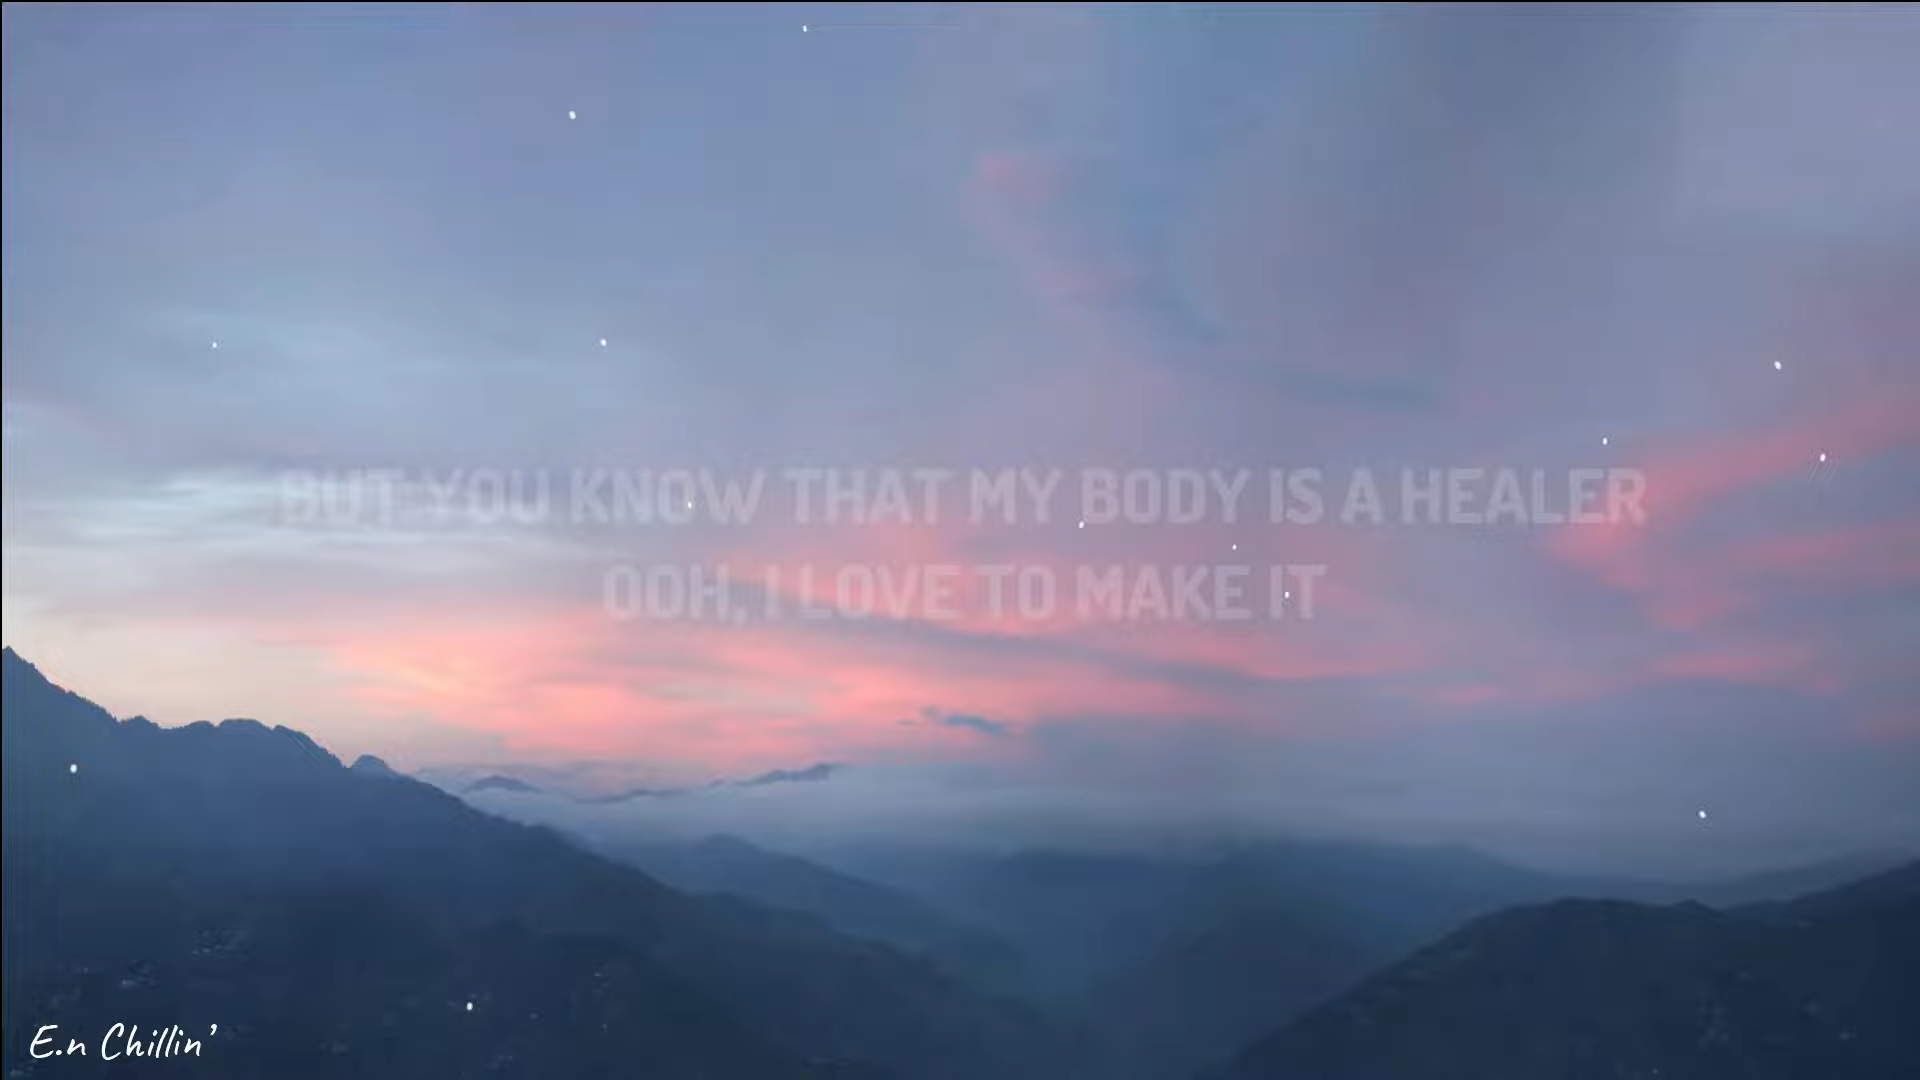 BUT YOU KNOW THAT MY BODY IS A HEALER
OOH, I LOVE TO MAKE IT
E.n Chillin'